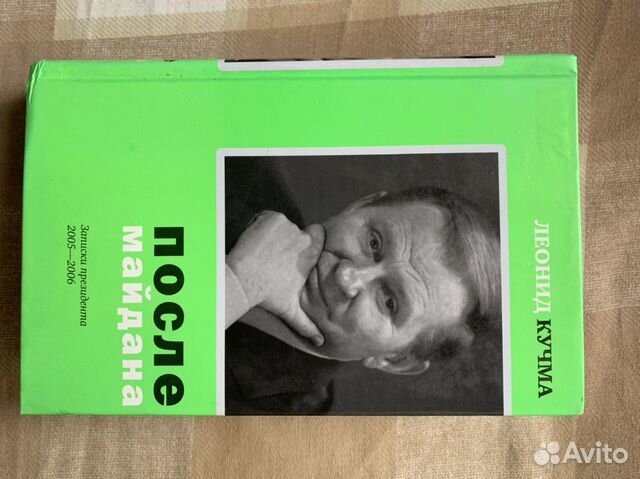 ЛЕОНИД КУЧМА
после
майдана
Записки президента
2005—2006
Avito